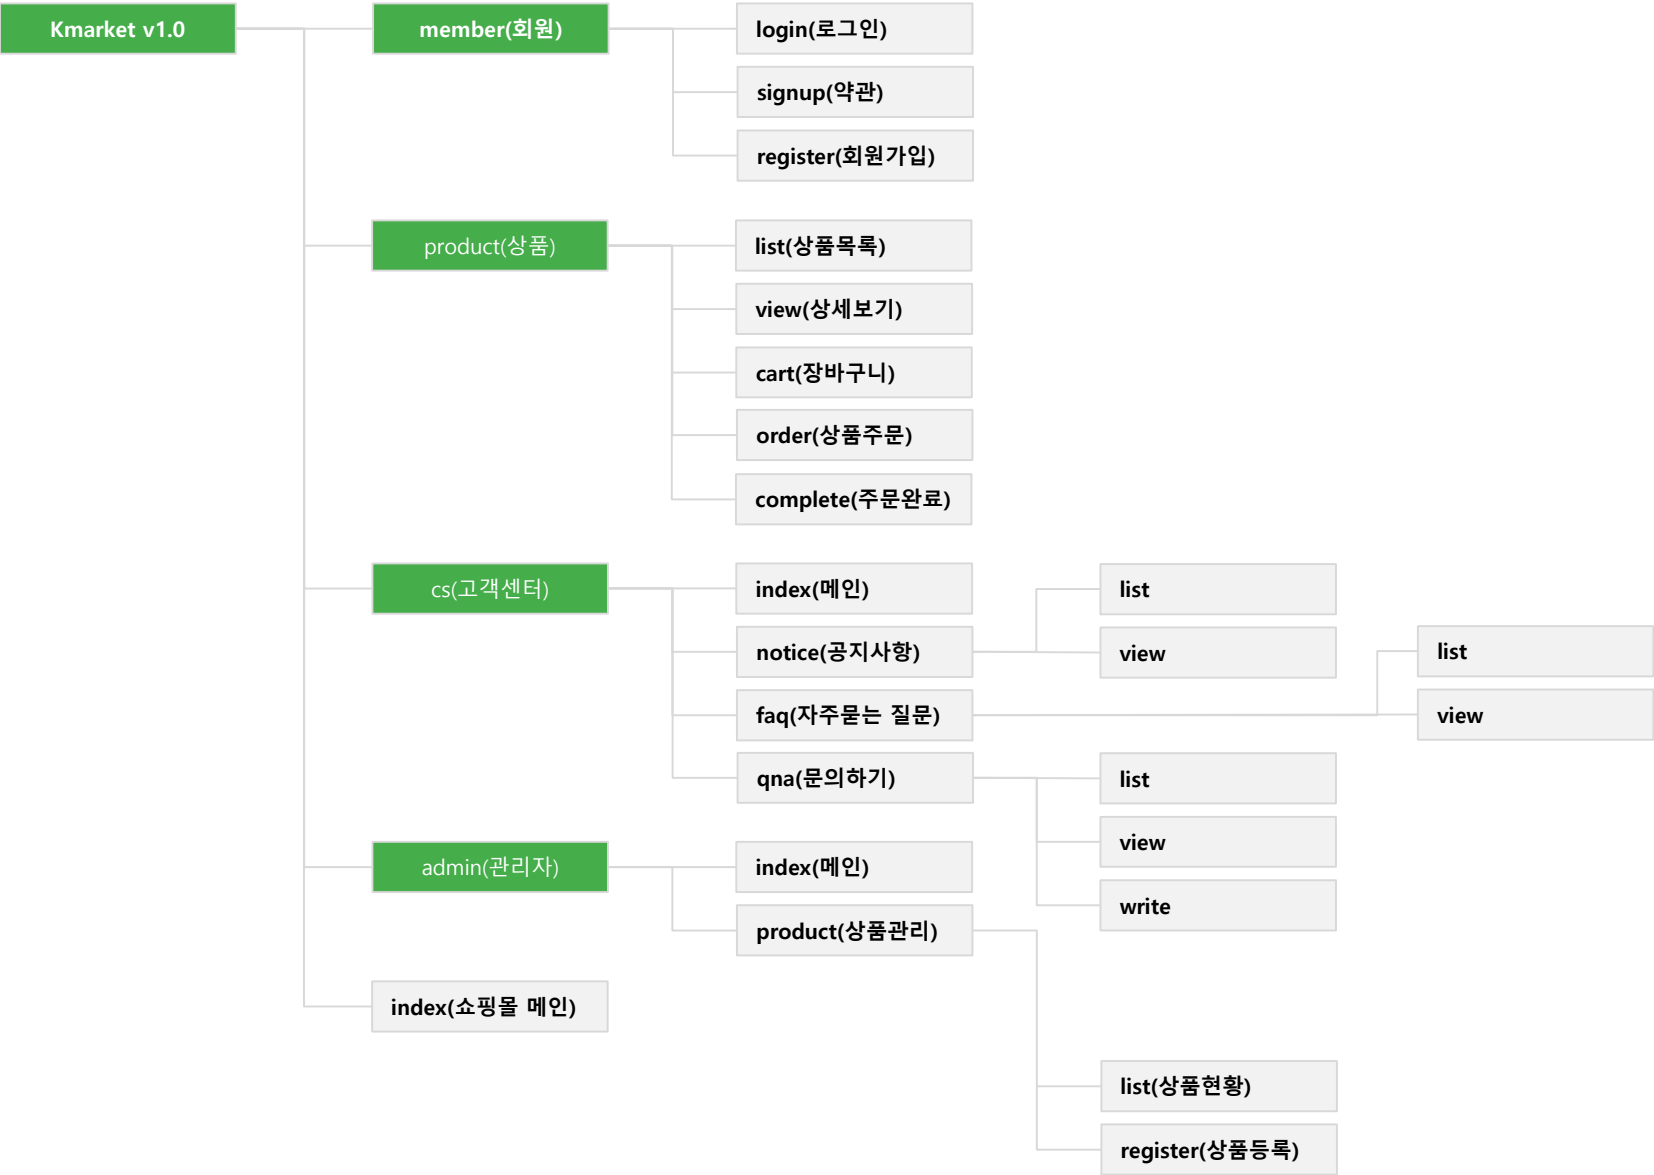 Kmarket v1.0
member(회원)
login(로그인)
signup(약관)
register(회원가입)
product(상품)
list(상품목록)
view(상세보기)
cart(장바구니)
order(상품주문)
complete(주문완료)
cs(고객센터)
index(메인)
notice(공지사항)
list
view
faq(자주묻는 질문)
list
view
qna(문의하기)
list
view
write
admin(관리자)
index(메인)
product(상품관리)
list(상품현황)
register(상품등록)
index(쇼핑몰 메인)